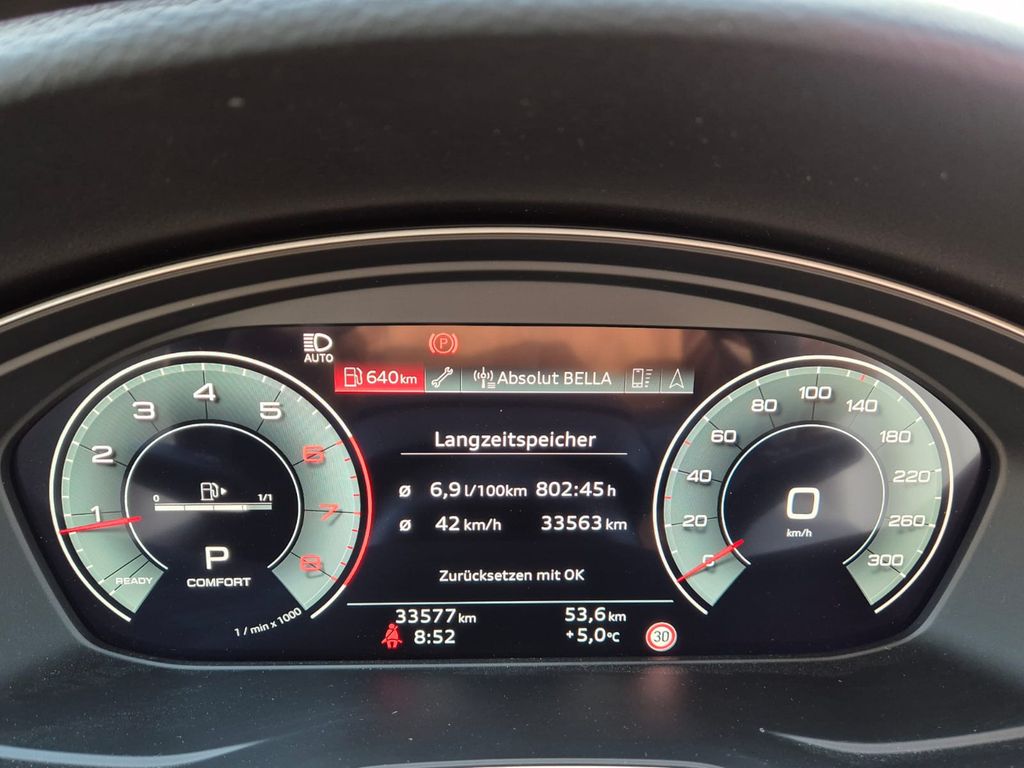 AUTO
(P)
640km
Absolut BELLA
Langzeitspeicher
ø 6,9 l/100km 802:45 h
ø 42 km/h 33563 km
Zurücksetzen mit OK
33577 km 53,6 km
8:52 +5,0°C
30
READY
1
2
3
4
5
6
7
8
0 1/1
P
COMFORT
1 / min x 1000
0
20
40
60
80
100
140
180
220
260
300
0
km/h